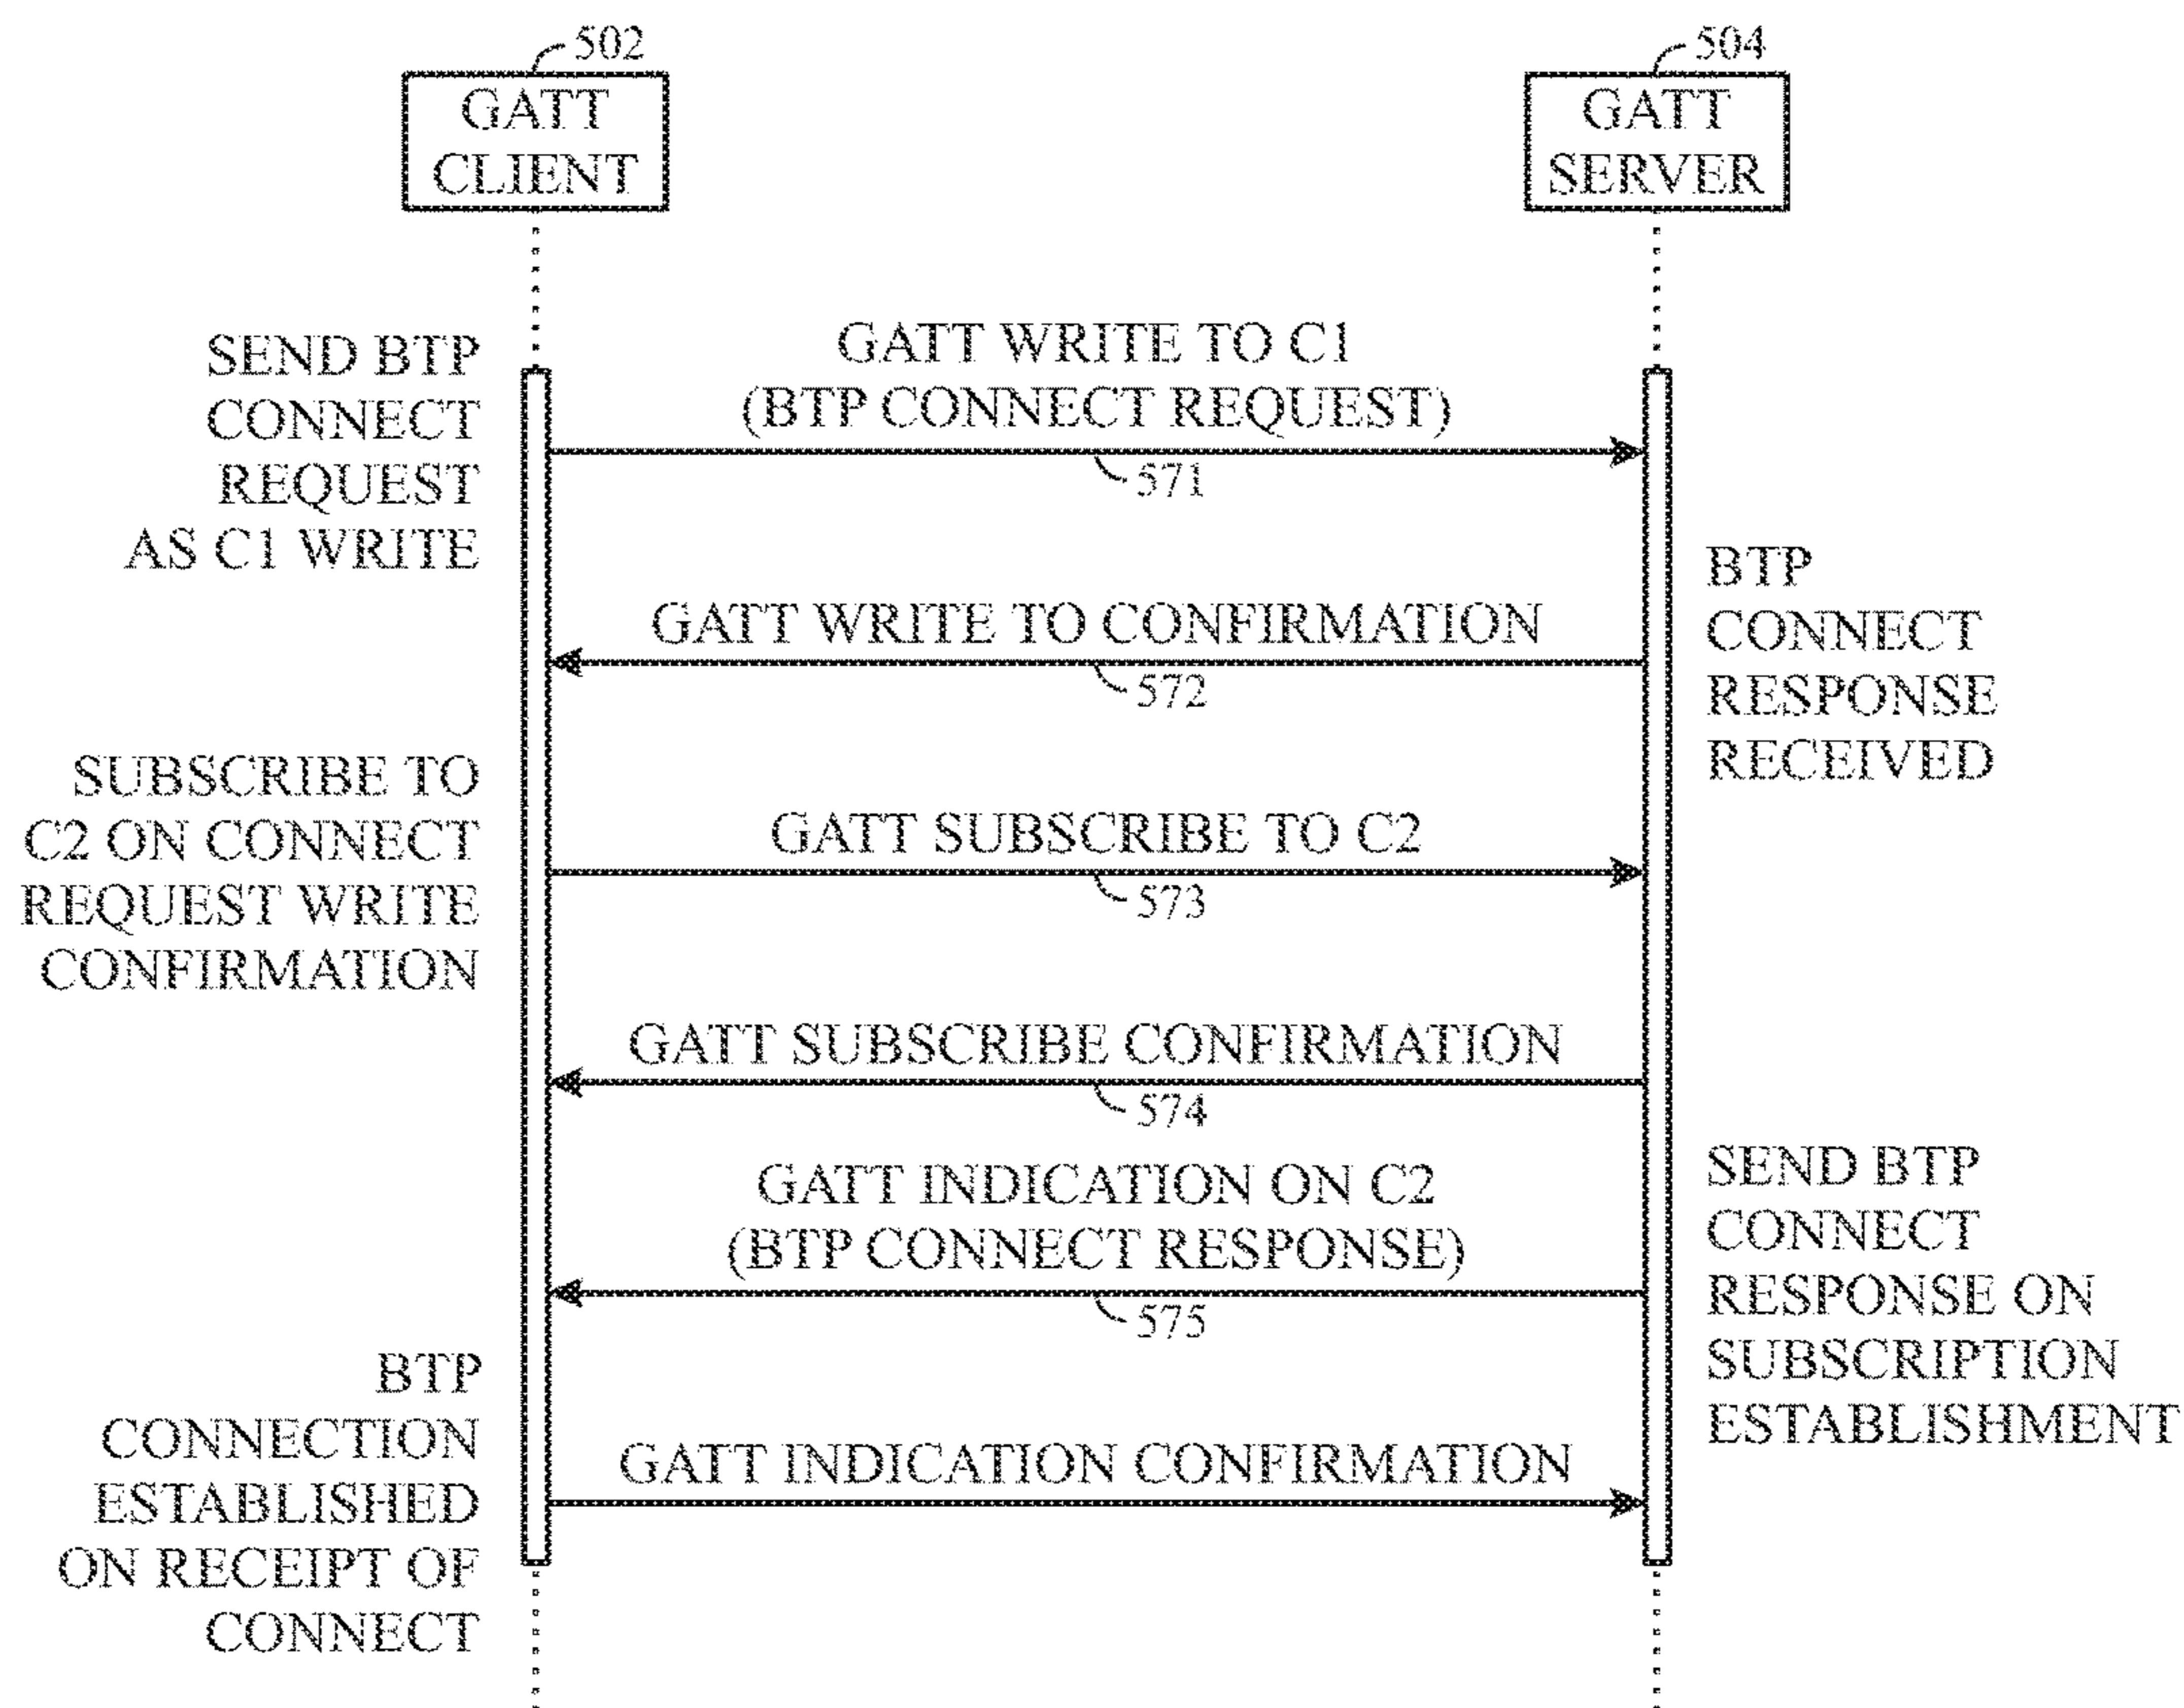 502
GATT
CLIENT
504
GATT
SERVER
SEND BTP
CONNECT
REQUEST
AS C1 WRITE
GATT WRITE TO C1
(BTP CONNECT REQUEST)
571
BTP
CONNECT
RESPONSE
RECEIVED
GATT WRITE TO CONFIRMATION
572
SUBSCRIBE TO
C2 ON CONNECT
REQUEST WRITE
CONFIRMATION
GATT SUBSCRIBE TO C2
573
GATT SUBSCRIBE CONFIRMATION
574
GATT INDICATION ON C2
(BTP CONNECT RESPONSE)
575
SEND BTP
CONNECT
RESPONSE ON
SUBSCRIPTION
ESTABLISHMENT
BTP
CONNECTION
ESTABLISHED
ON RECEIPT OF
CONNECT
GATT INDICATION CONFIRMATION